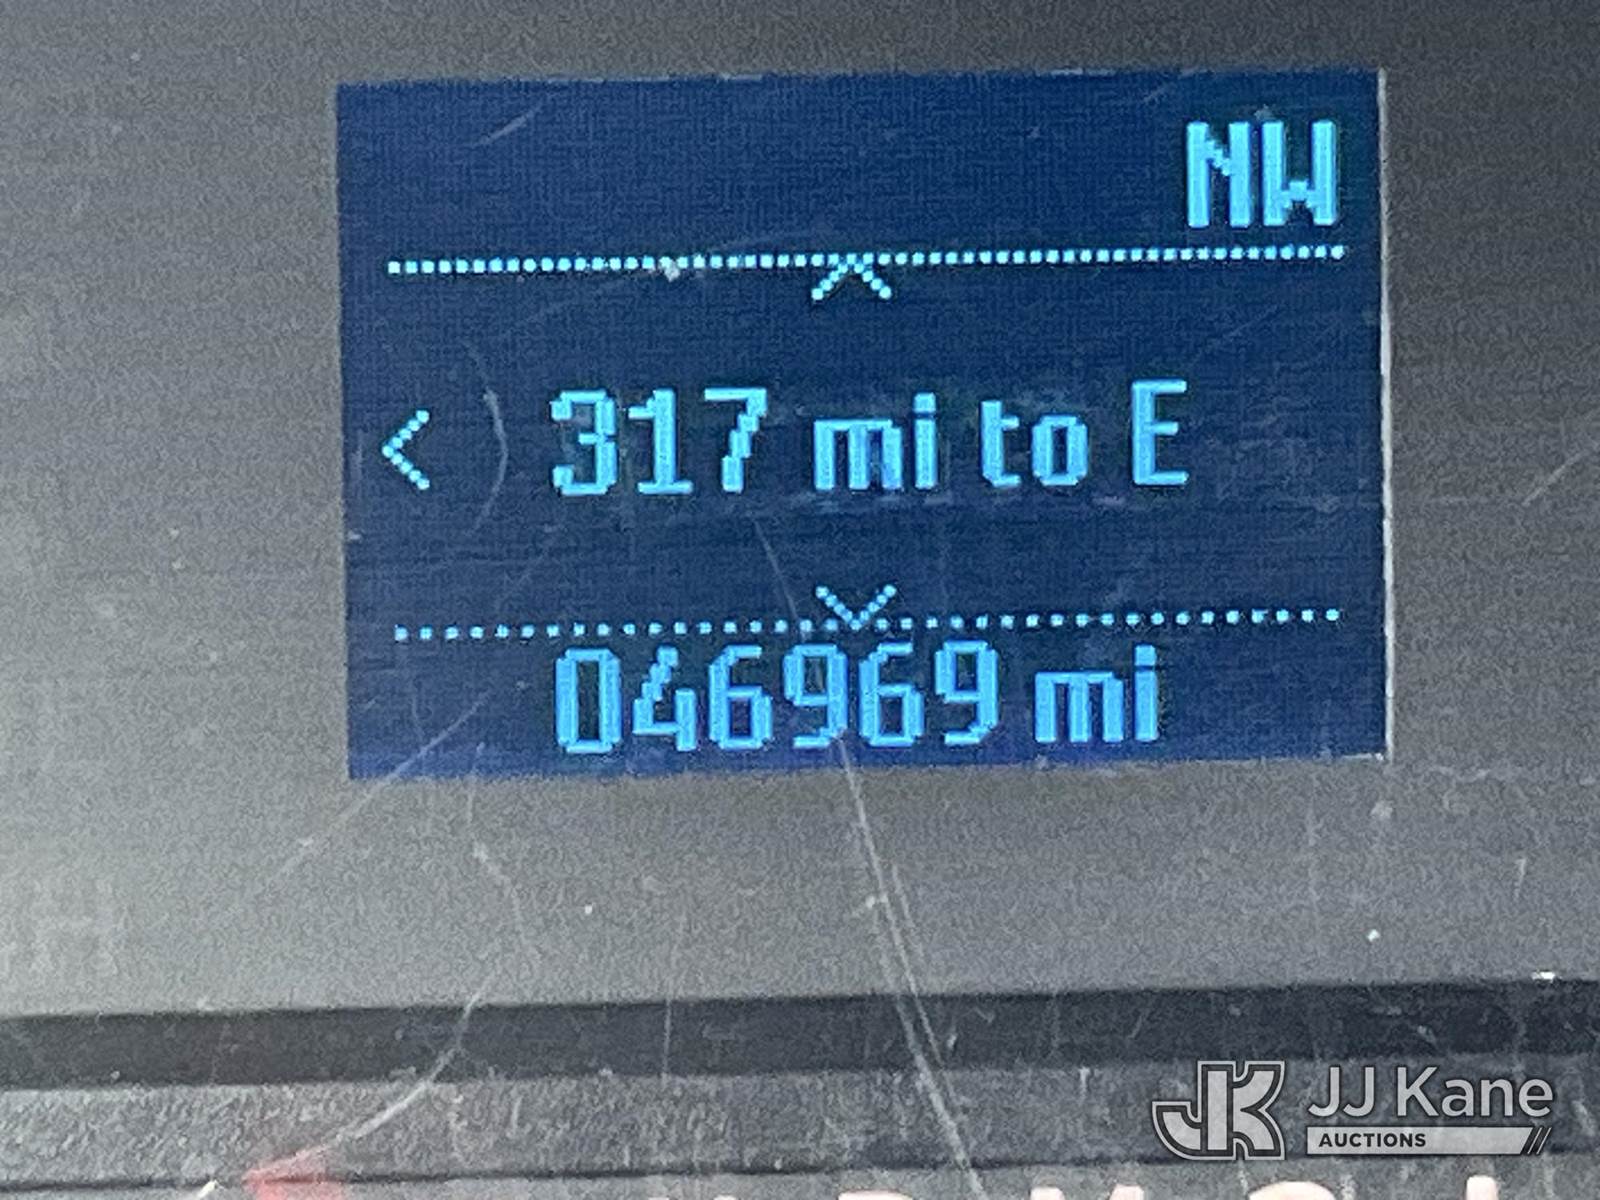 NW
< 317 mi to E
046969 mi
JJ Kane
AUCTIONS